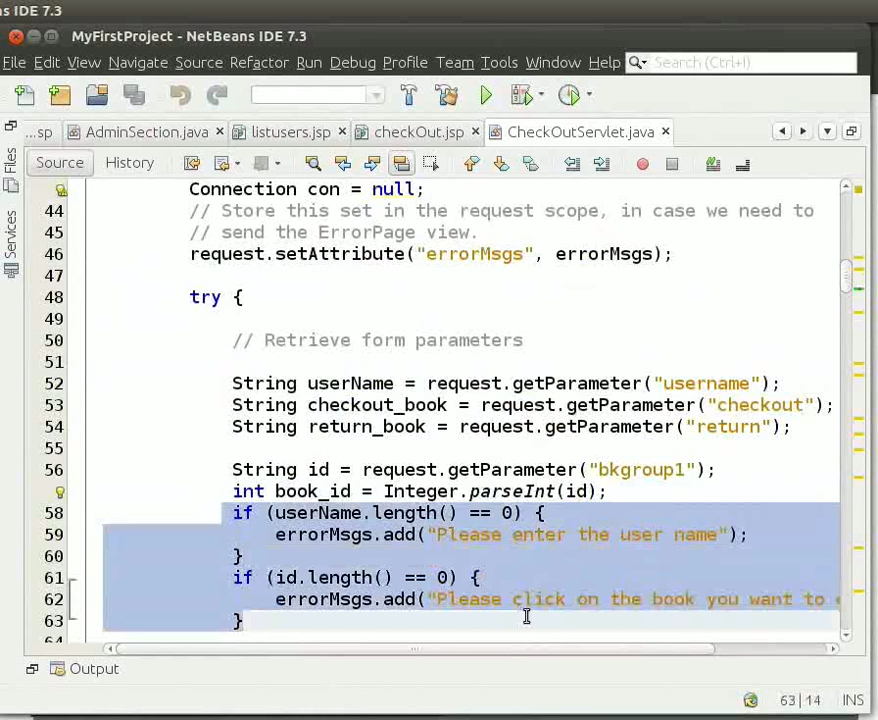 s IDE 7.3
MyFirstProject - NetBeans IDE 7.3
File Edit View Navigate Source Refactor Run Debug Profile Team Tools Window Help Search (Ctrl+I)
...sp AdminSection.java listusers.jsp checkOut.jsp CheckOutServlet.java
Files
Services
Source History
Connection con = null;
44 // Store this set in the request scope, in case we need to
45 // send the ErrorPage view.
46 request.setAttribute("errorMsgs", errorMsgs);
47
48 try {
49
50 // Retrieve form parameters
51
52 String userName = request.getParameter("username");
53 String checkout_book = request.getParameter("checkout");
54 String return_book = request.getParameter("return");
55
56 String id = request.getParameter("bkgroup1");
int book_id = Integer.parseInt(id);
58 if (userName.length() == 0) {
59 errorMsgs.add("Please enter the user name");
60 }
61 if (id.length() == 0) {
62 errorMsgs.add("Please click on the book you want to
63 }
64
Output
63|14 INS